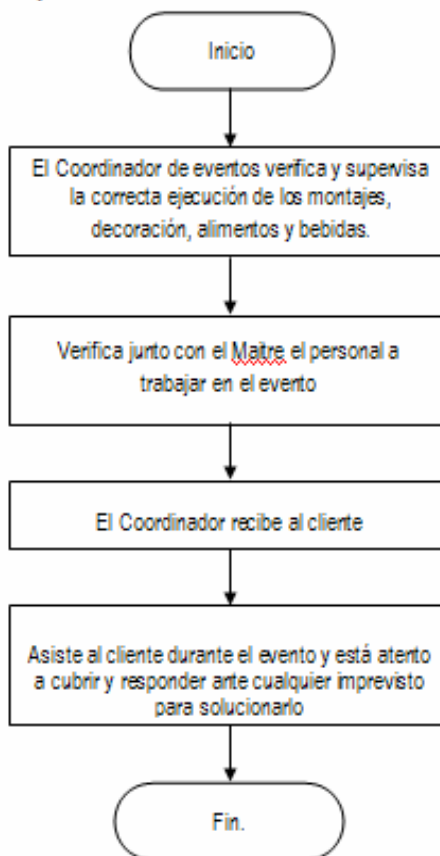 Inicio
El Coordinador de eventos verifica y supervisa
la correcta ejecución de los montajes,
decoración, alimentos y bebidas.
Verifica junto con el Maitre el personal a
trabajar en el evento
El Coordinador recibe al cliente
Asiste al cliente durante el evento y está atento
a cubrir y responder ante cualquier imprevisto
para solucionarlo
Fin.